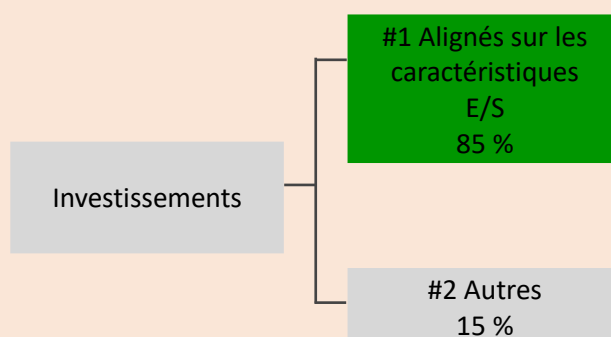 #1 Alignés sur les
caractéristiques
E/S
85 %
Investissements
#2 Autres
15 %